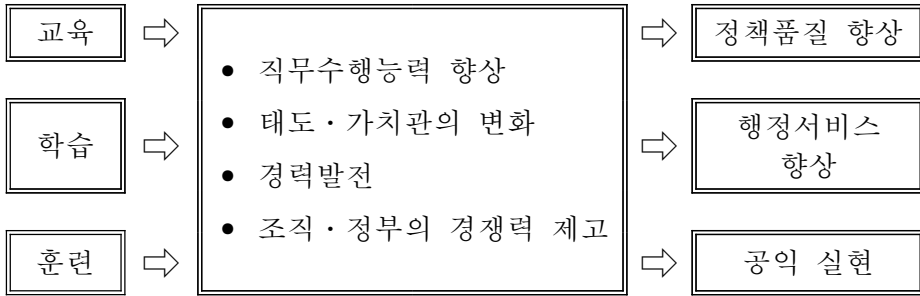 교육
학습
훈련
● 직무수행능력 향상
● 태도・가치관의 변화
● 경력발전
● 조직・정부의 경쟁력 제고
정책품질 향상
행정서비스
향상
공익 실현